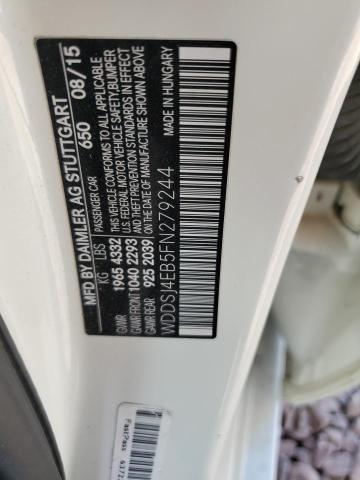 MFD BY DAIMLER AG STUTTGART
650 08/15
PASSENGER CAR
THIS VEHICLE CONFORMS TO ALL APPLICABLE
U.S. FEDERAL MOTOR VEHICLE SAFETY, BUMPER
AND THEFT PREVENTION STANDARDS IN EFFECT
ON THE DATE OF MANUFACTURE SHOWN ABOVE
KG LBS
GVWR 1965 4332
GAWR FRONT 1040 2293
GAWR REAR 925 2039
MADE IN HUNGARY
WDDSJ4EB5FN279244
FastPass